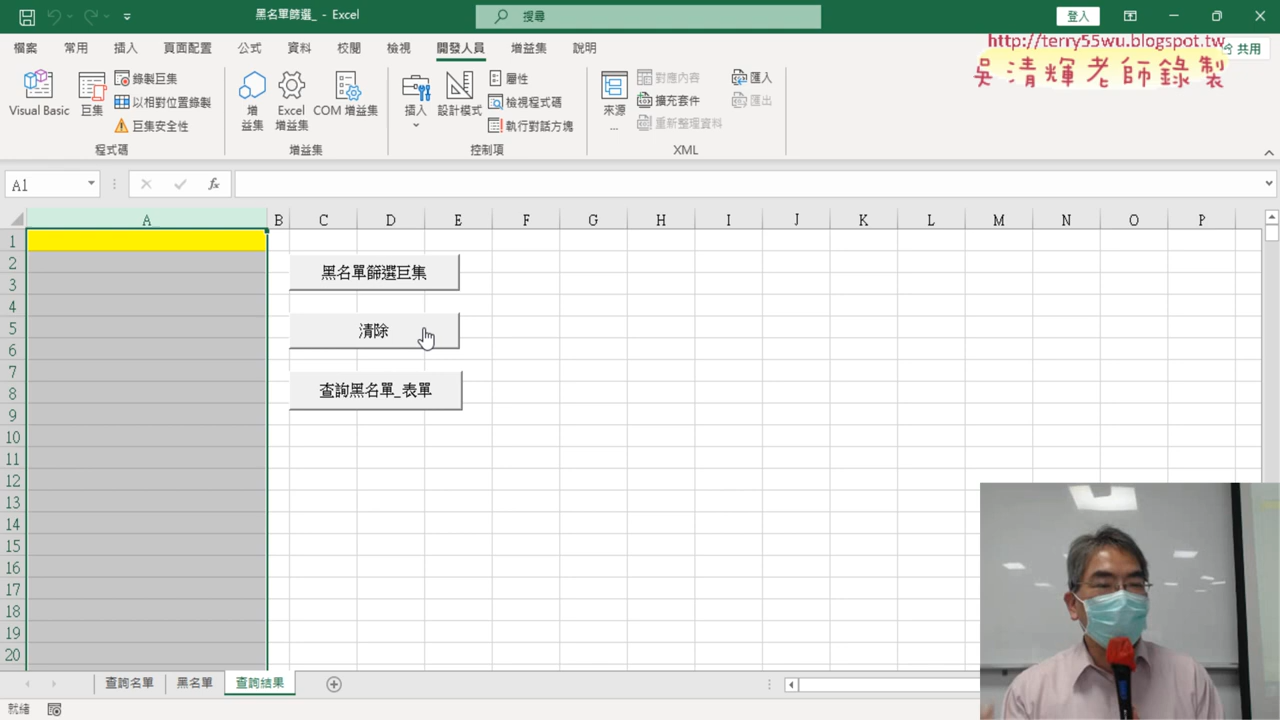 黑名單篩選_ - Excel
搜尋
登入
http://terry55wu.blogspot.tw
吳清輝老師錄製
共用
檔案 常用 插入 頁面配置 公式 資料 校閱 檢視 開發人員 增益集 說明
Visual Basic
巨集
錄製巨集
以相對位置錄製
巨集安全性
程式碼
增益集
Excel 增益集
COM 增益集
增益集
插入
設計模式
屬性
檢視程式碼
執行對話方塊
控制項
來源
...
對應內容
擴充套件
重新整理資料
匯入
匯出
XML
A1
fx
A B C D E F G H I J K L M N O P
1
2
3
4
5
6
7
8
9
10
11
12
13
14
15
16
17
18
19
20
黑名單篩選巨集
清除
查詢黑名單_表單
查詢名單 黑名單 查詢結果
就緒